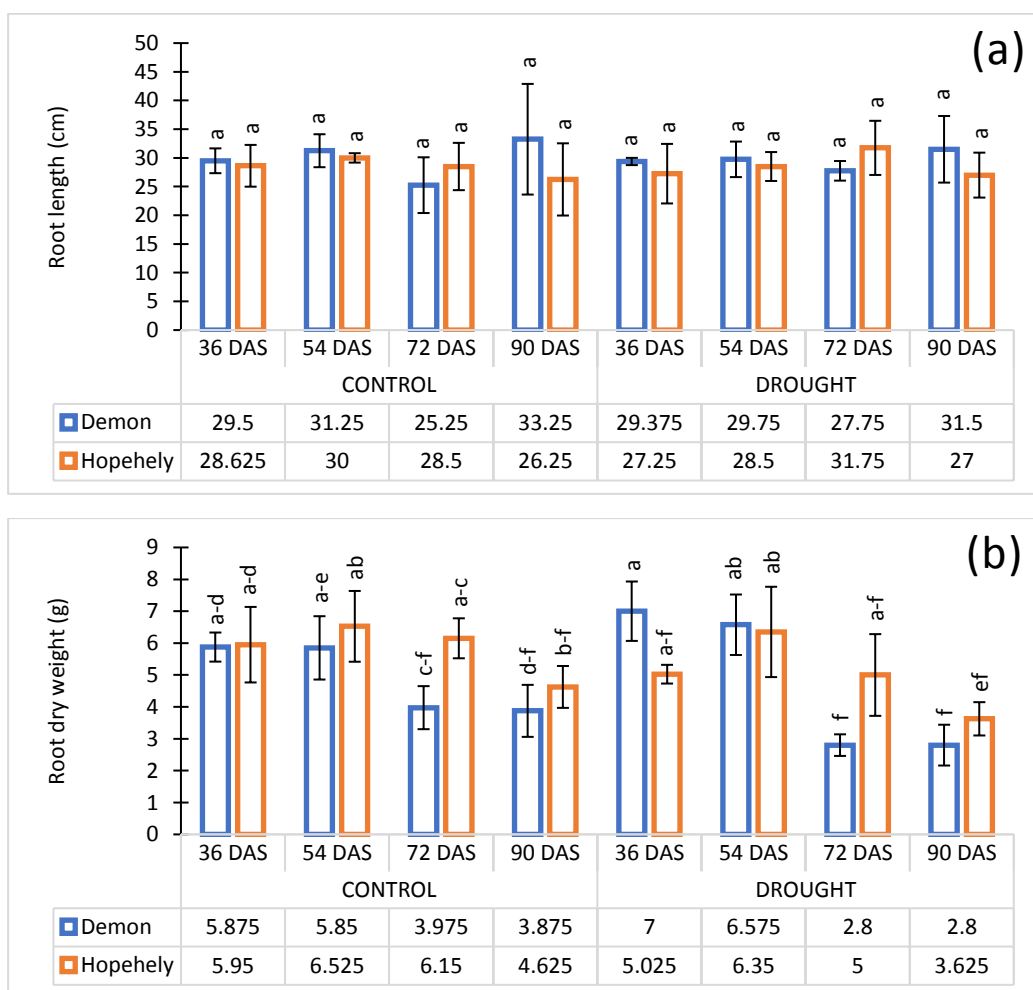 (a)
Root length (cm)
50
45
40
35
30
25
20
15
10
5
0
a a a a a a a a a a a a a a a a
36 DAS 54 DAS 72 DAS 90 DAS 36 DAS 54 DAS 72 DAS 90 DAS
CONTROL DROUGHT
Demon 29.5 31.25 25.25 33.25 29.375 29.75 27.75 31.5
Hopehely 28.625 30 28.5 26.25 27.25 28.5 31.75 27
(b)
Root dry weight (g)
9
8
7
6
5
4
3
2
1
0
a-d a-d a-e ab c-f a-c d-f b-f a a-f ab ab f a-f f ef
36 DAS 54 DAS 72 DAS 90 DAS 36 DAS 54 DAS 72 DAS 90 DAS
CONTROL DROUGHT
Demon 5.875 5.85 3.975 3.875 7 6.575 2.8 2.8
Hopehely 5.95 6.525 6.15 4.625 5.025 6.35 5 3.625